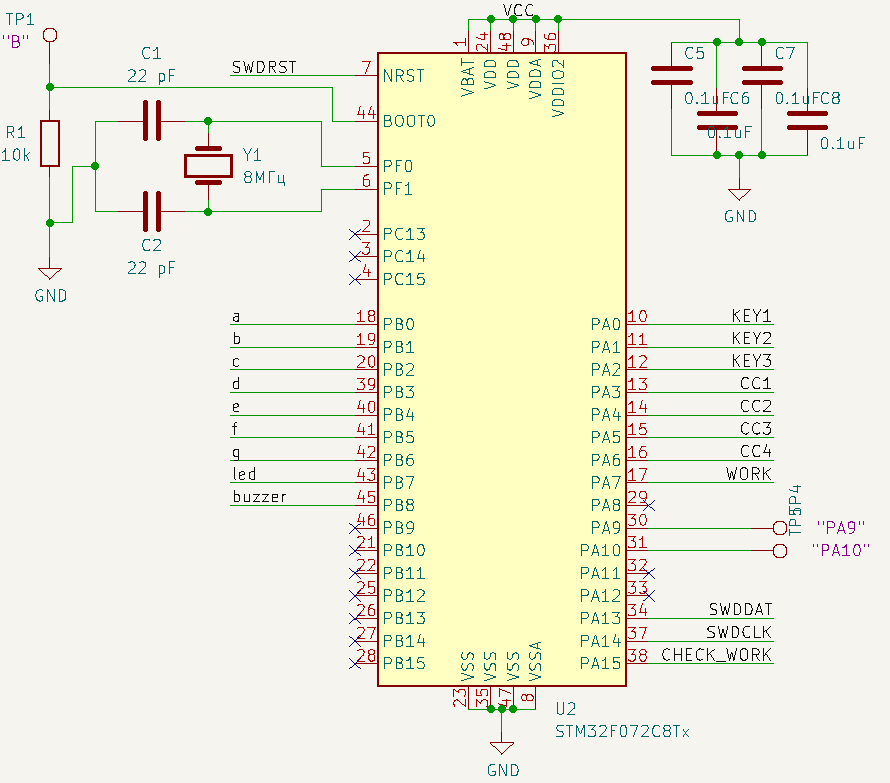 TP1
"B"
R1
10k
C1
22 pF
C2
22 pF
Y1
8МГц
GND
SWDRST
7 NRST
44 BOOT0
5 PF0
6 PF1
2 PC13
3 PC14
4 PC15
a 18 PB0
b 19 PB1
c 20 PB2
d 39 PB3
e 40 PB4
f 41 PB5
g 42 PB6
led 43 PB7
buzzer 45 PB8
46 PB9
21 PB10
22 PB11
25 PB12
26 PB13
27 PB14
28 PB15
VCC
1 VBAT
24 VDD
48 VDD
9 VDDA
36 VDDIO2
PA0 10 KEY1
PA1 11 KEY2
PA2 12 KEY3
PA3 13 CC1
PA4 14 CC2
PA5 15 CC3
PA6 16 CC4
PA7 17 WORK
PA8 29
PA9 30 "PA9"
PA10 31 "PA10"
PA11 32
PA12 33
PA13 34 SWDDAT
PA14 37 SWDCLK
PA15 38 CHECK_WORK
23 VSS
35 VSS
47 VSS
8 VSSA
GND
U2
STM32F072C8Tx
C5
0.1uF
C6
0.1uF
C7
0.1uF
C8
0.1uF
GND